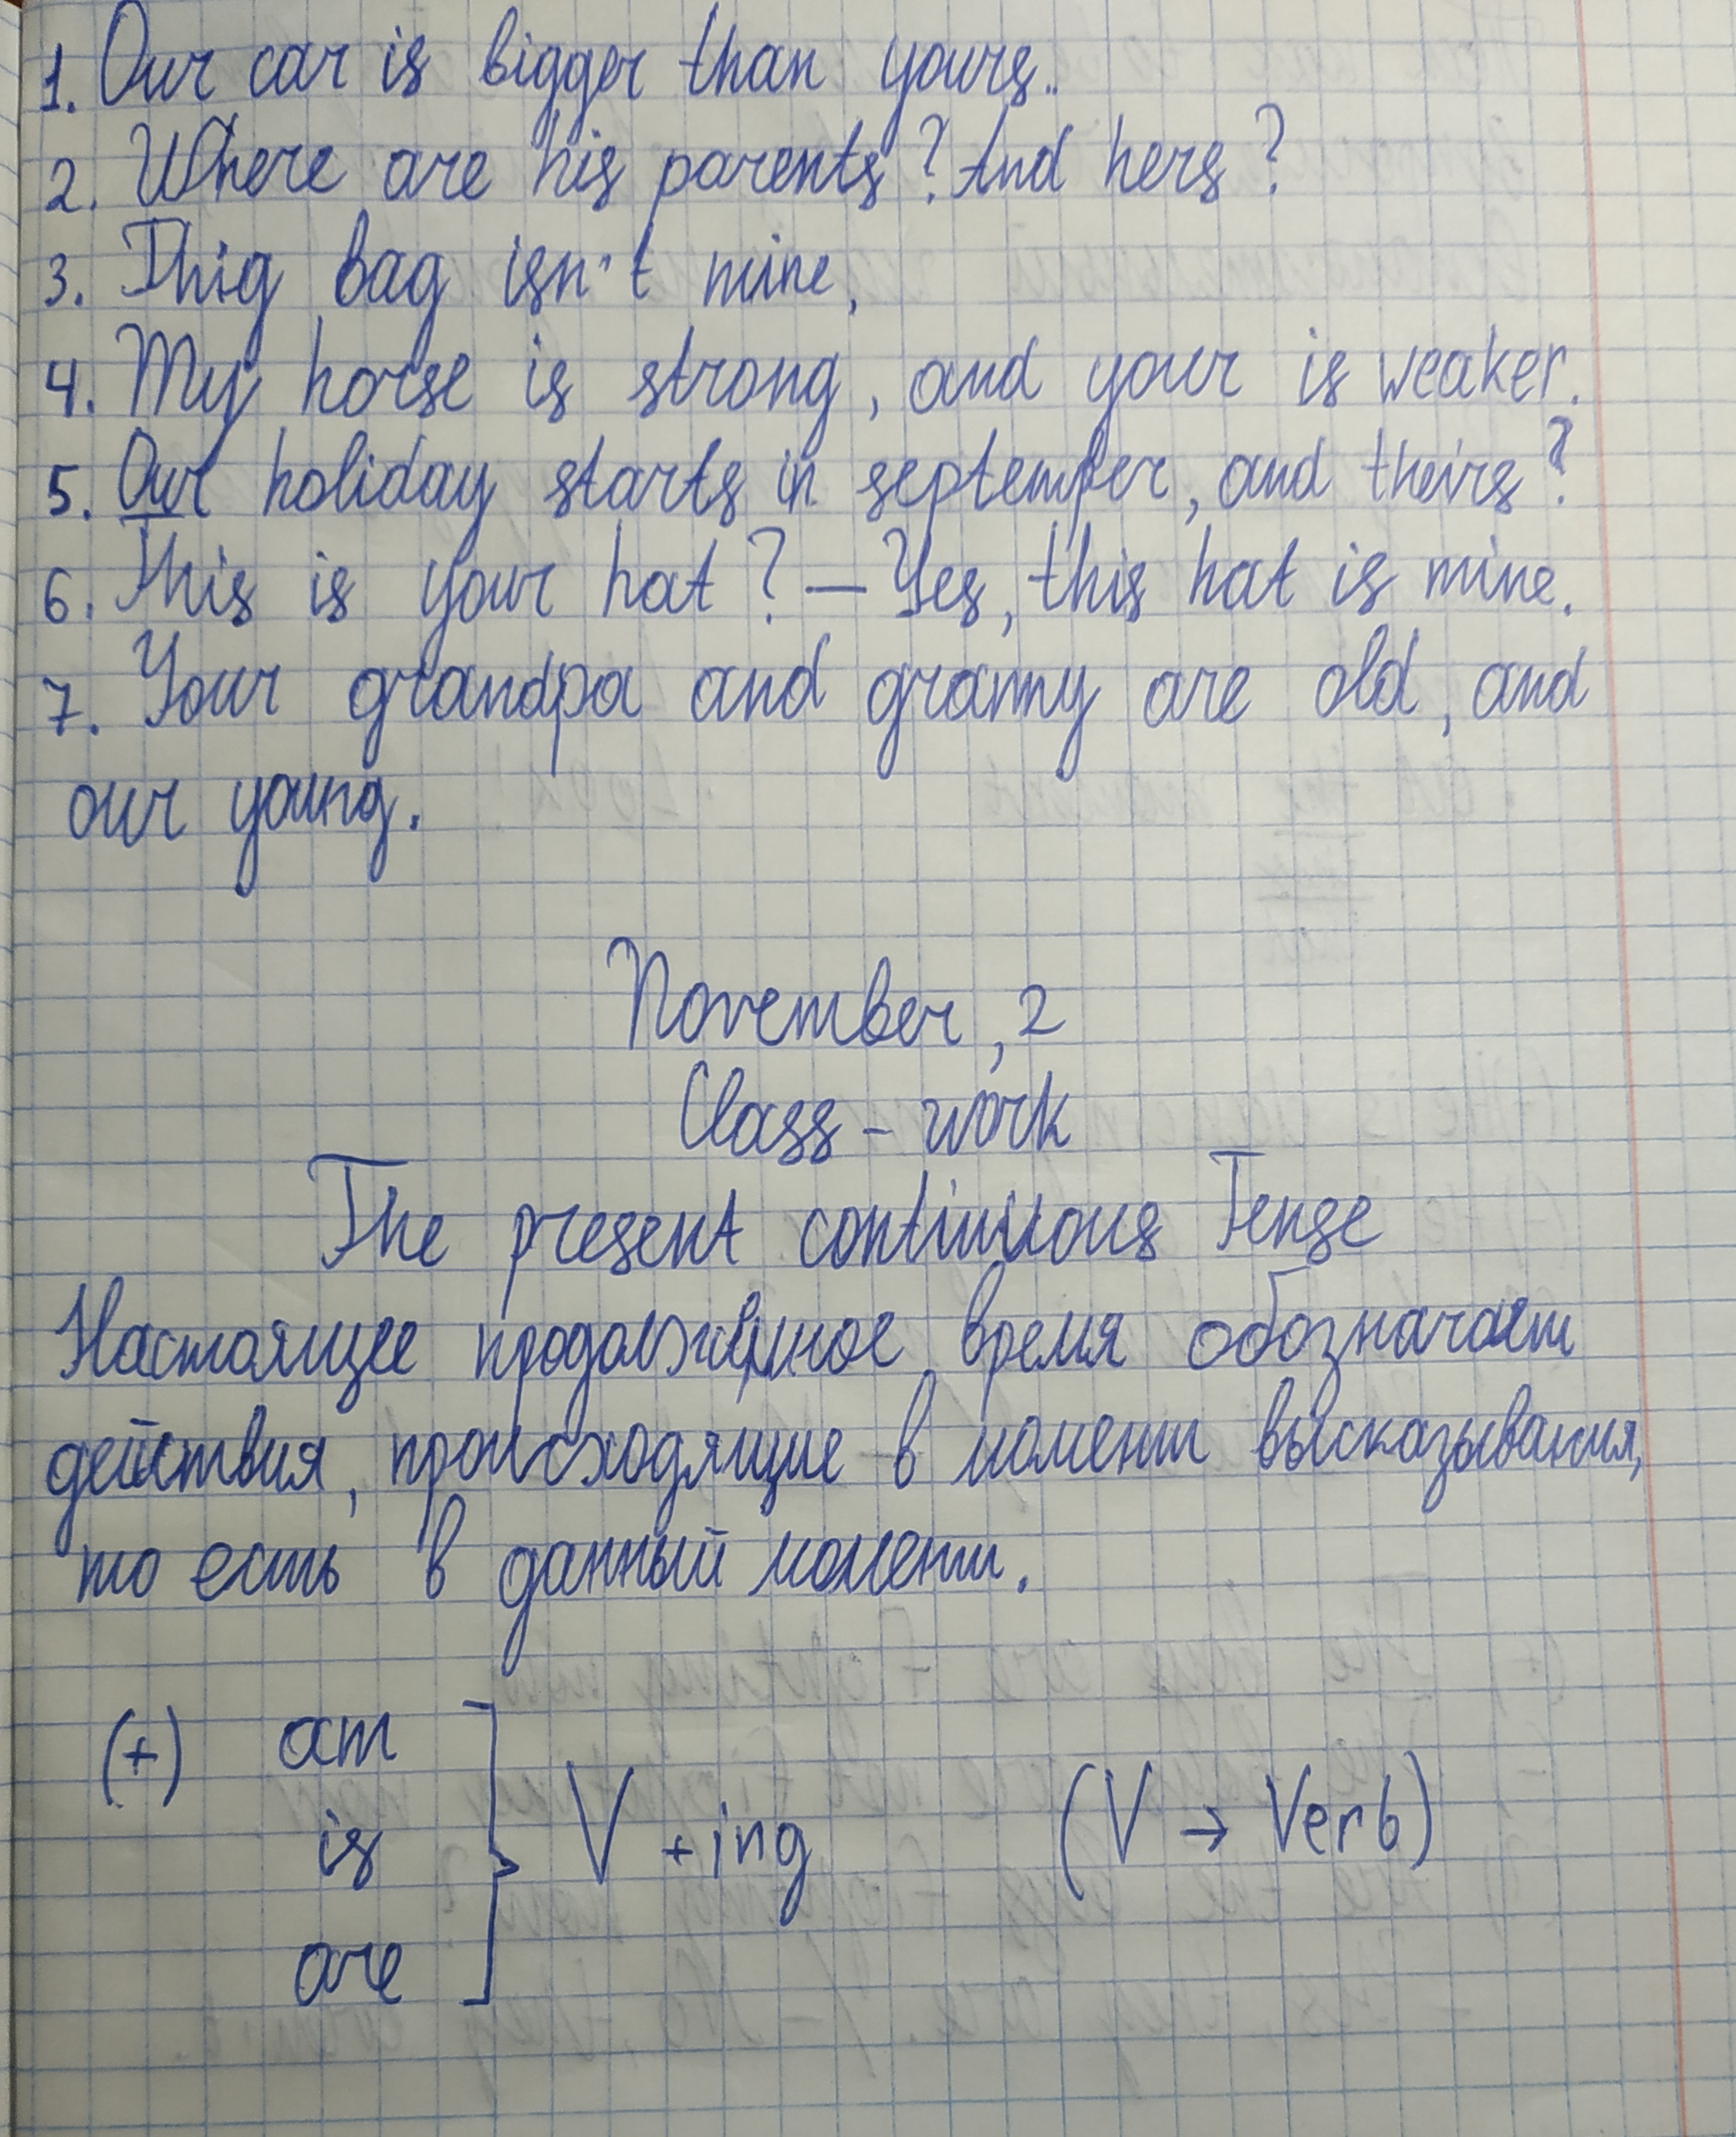 1. Our car is bigger than yours..
2. Where are his parents? And hers?
3. This bag isn't mine.
4. My horse is strong, and your is weaker.
5. Our holiday starts in september, and theirs?
6. This is your hat? — Yes, this hat is mine.
7. Your grandpa and granny are old, and
our young.
November, 2
Class - work
The present continuous Tense
Настоящее продолженное время обозначает
действия, происходящие в момент высказывания,
то есть в данный момент.
(+) am
is } V + ing (V → Verb)
are